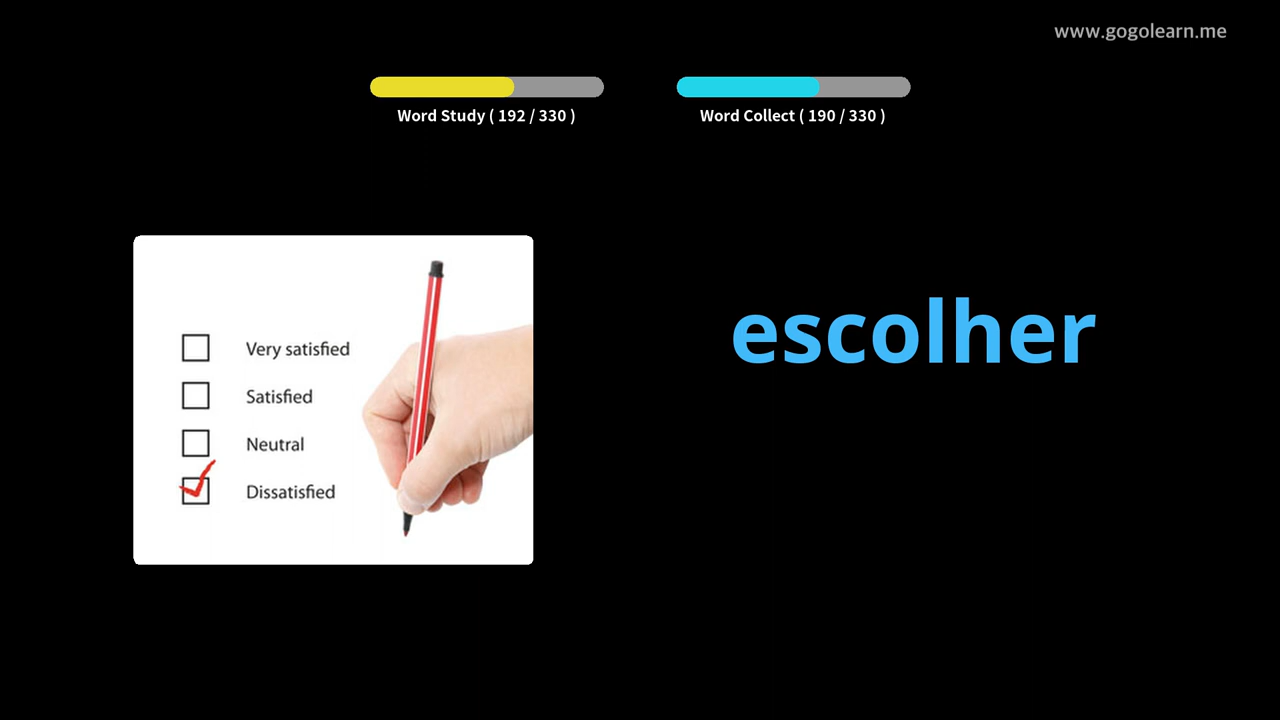 www.gogolearn.me
Word Study ( 192 / 330 )
Word Collect ( 190 / 330 )
Very satisfied
Satisfied
Neutral
Dissatisfied
escolher